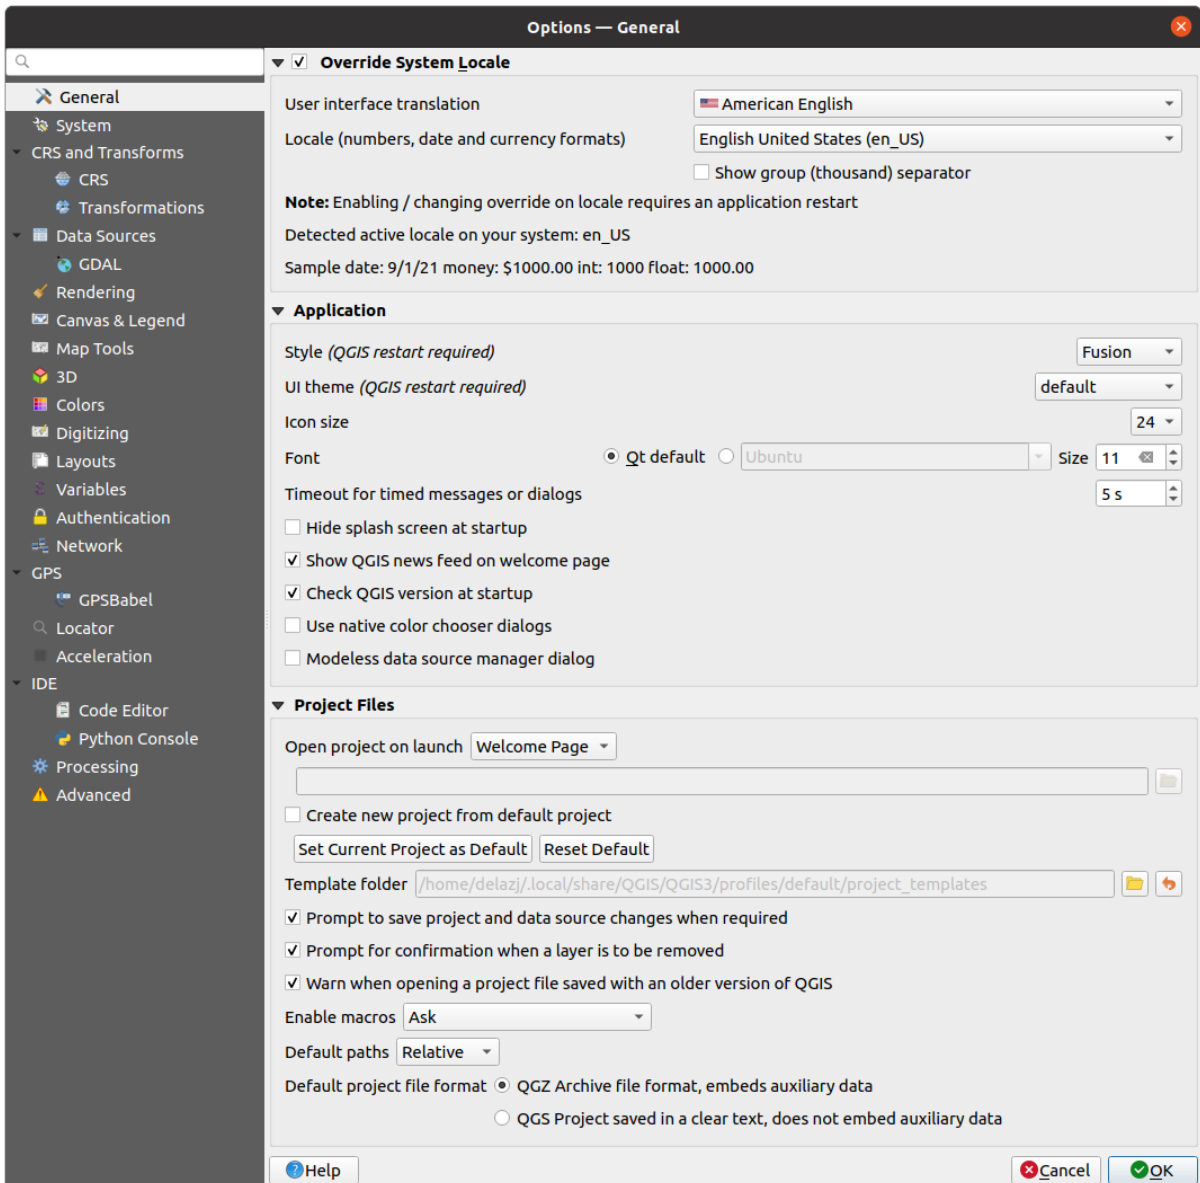 Options — General
General
System
CRS and Transforms
CRS
Transformations
Data Sources
GDAL
Rendering
Canvas & Legend
Map Tools
3D
Colors
Digitizing
Layouts
Variables
Authentication
Network
GPS
GPSBabel
Locator
Acceleration
IDE
Code Editor
Python Console
Processing
Advanced
Override System Locale
User interface translation American English
Locale (numbers, date and currency formats) English United States (en_US)
Show group (thousand) separator
Note: Enabling / changing override on locale requires an application restart
Detected active locale on your system: en_US
Sample date: 9/1/21 money: $1000.00 int: 1000 float: 1000.00
Application
Style (QGIS restart required) Fusion
UI theme (QGIS restart required) default
Icon size 24
Font Qt default Ubuntu Size 11
Timeout for timed messages or dialogs 5 s
Hide splash screen at startup
Show QGIS news feed on welcome page
Check QGIS version at startup
Use native color chooser dialogs
Modeless data source manager dialog
Project Files
Open project on launch Welcome Page
Create new project from default project
Set Current Project as Default Reset Default
Template folder /home/delazj/.local/share/QGIS/QGIS3/profiles/default/project_templates
Prompt to save project and data source changes when required
Prompt for confirmation when a layer is to be removed
Warn when opening a project file saved with an older version of QGIS
Enable macros Ask
Default paths Relative
Default project file format QGZ Archive file format, embeds auxiliary data
QGS Project saved in a clear text, does not embed auxiliary data
Help Cancel OK